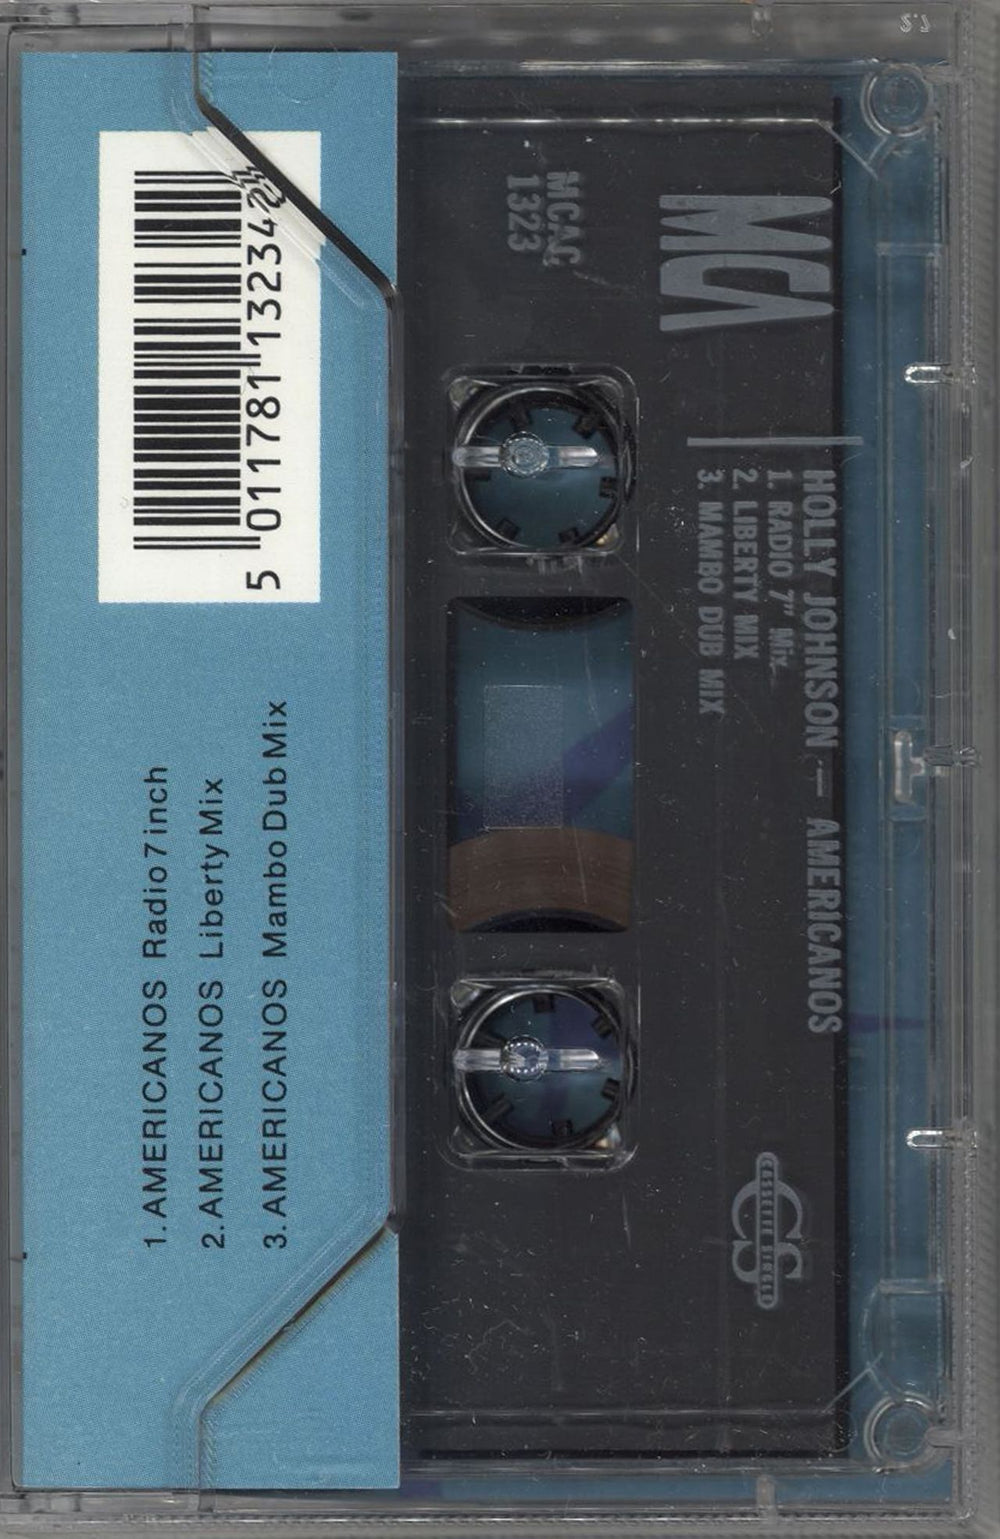 5 011781 132342
1. AMERICANOS Radio 7 inch
2. AMERICANOS Liberty Mix
3. AMERICANOS Mambo Dub Mix
MCA
MCAC
1323
HOLLY JOHNSON — AMERICANOS
1. RADIO 7" Mix
2. LIBERTY MIX
3. MAMBO DUB MIX
CS
CASSETTE SINGLE